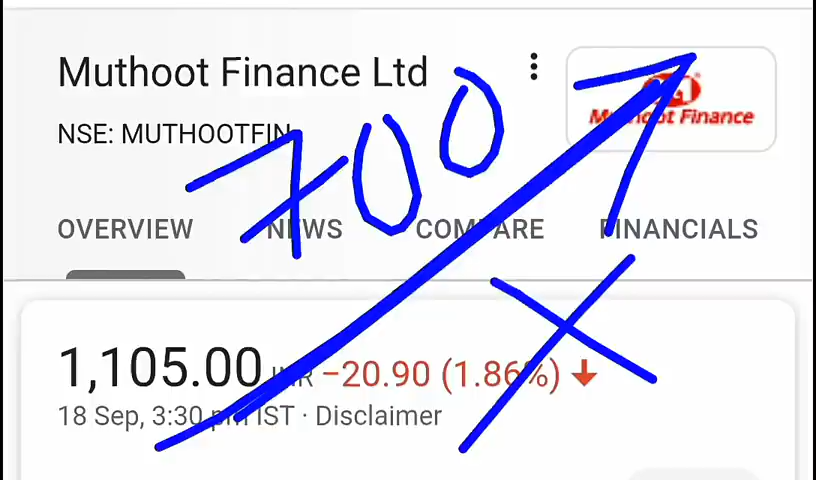 Muthoot Finance Ltd
Muthoot Finance
NSE: MUTHOOTFIN
700
OVERVIEW NEWS COMPARE FINANCIALS
X
1,105.00 INR −20.90 (1.86%)
18 Sep, 3:30 pm IST · Disclaimer